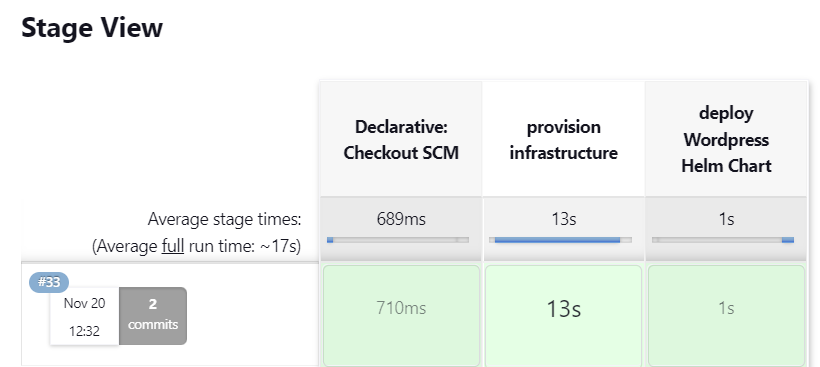 Stage View
Declarative:
Checkout SCM
provision
infrastructure
deploy
Wordpress
Helm Chart
Average stage times:
(Average full run time: ~17s)
689ms
13s
1s
#33
Nov 20
12:32
2
commits
710ms
13s
1s